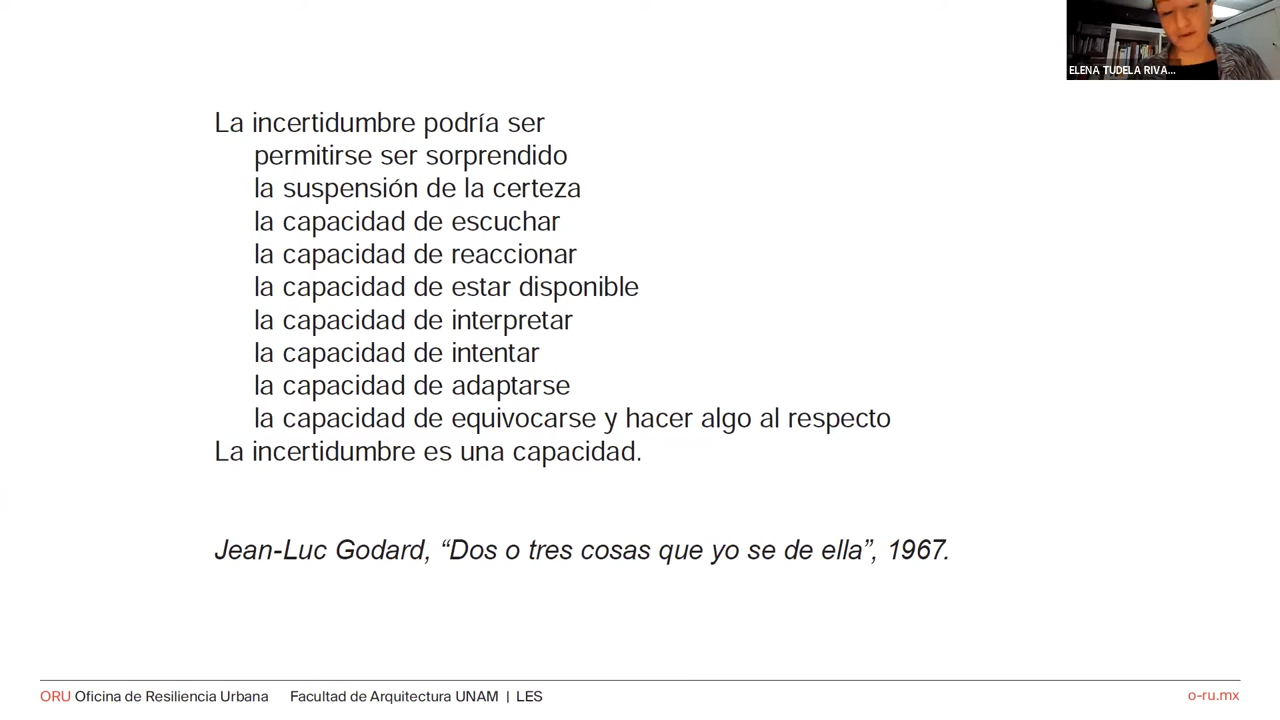 ELENA TUDELA RIVA...
La incertidumbre podría ser
permitirse ser sorprendido
la suspensión de la certeza
la capacidad de escuchar
la capacidad de reaccionar
la capacidad de estar disponible
la capacidad de interpretar
la capacidad de intentar
la capacidad de adaptarse
la capacidad de equivocarse y hacer algo al respecto
La incertidumbre es una capacidad.
Jean-Luc Godard, “Dos o tres cosas que yo se de ella”, 1967.
ORU Oficina de Resiliencia Urbana Facultad de Arquitectura UNAM | LES o-ru.mx